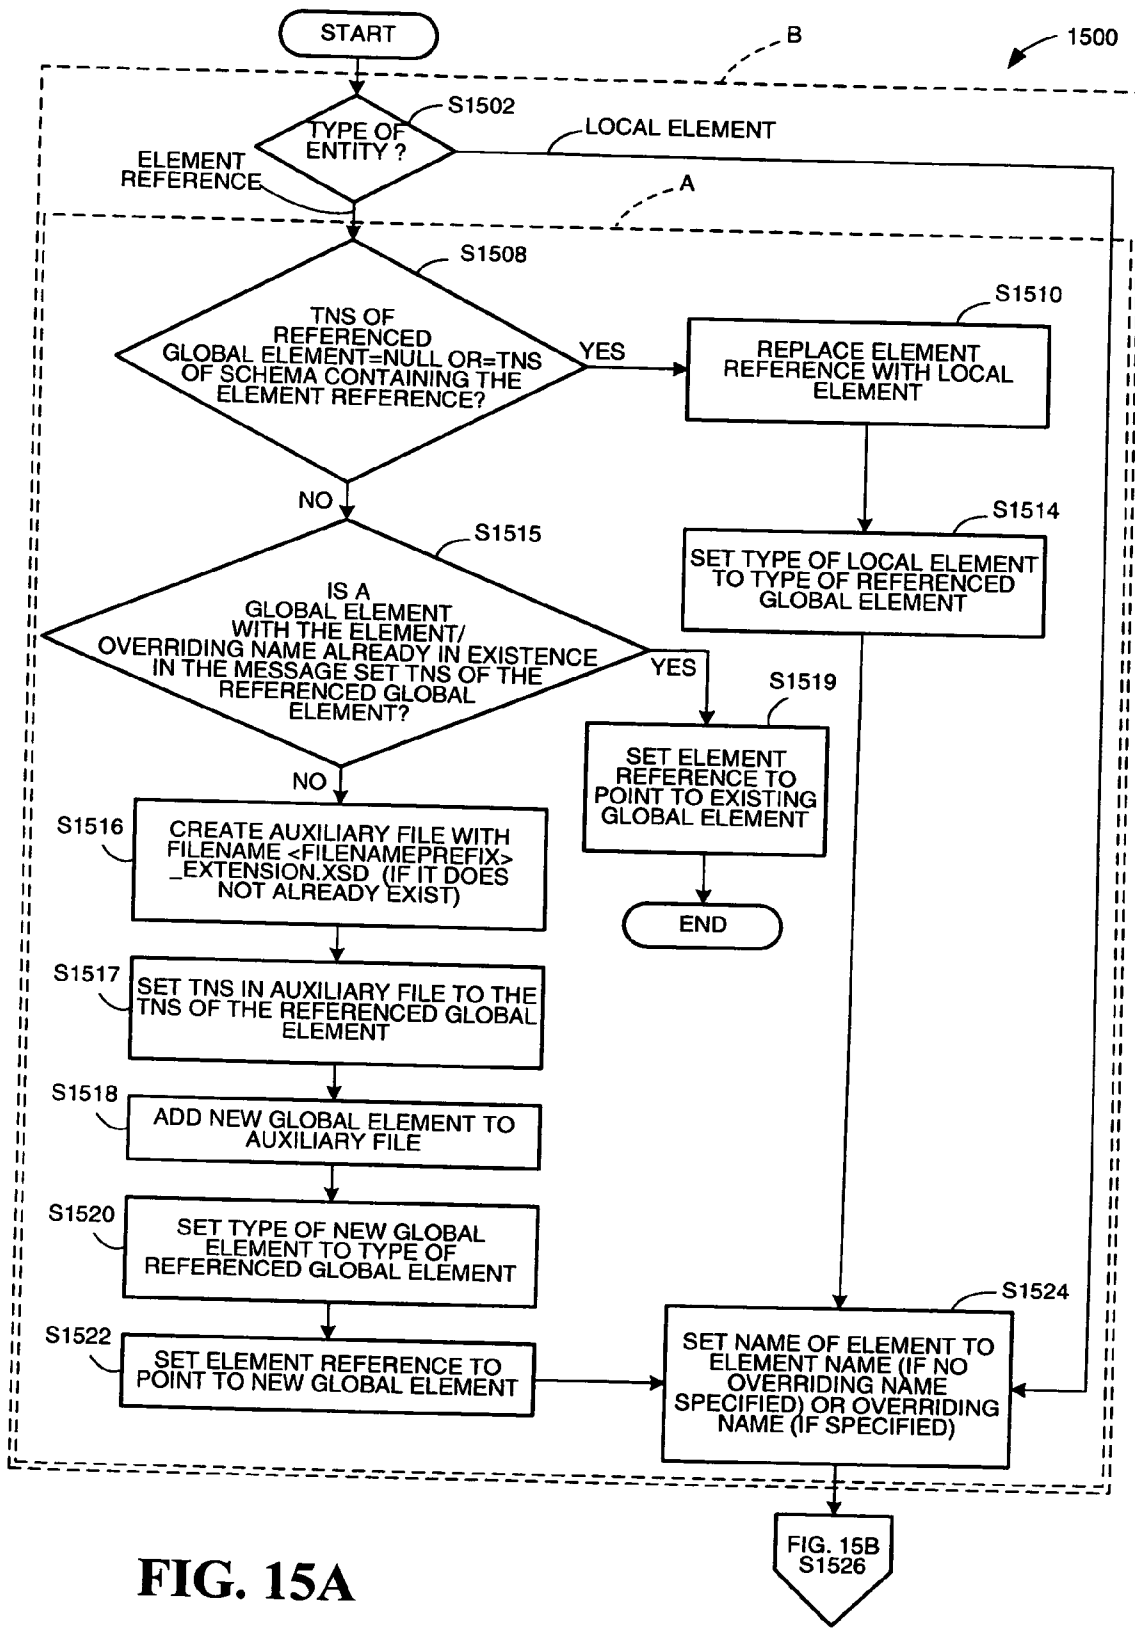 START
B
1500
S1502
TYPE OF
ENTITY ?
LOCAL ELEMENT
ELEMENT
REFERENCE
A
S1508
TNS OF
REFERENCED
GLOBAL ELEMENT=NULL OR=TNS
OF SCHEMA CONTAINING THE
ELEMENT REFERENCE?
YES
S1510
REPLACE ELEMENT
REFERENCE WITH LOCAL
ELEMENT
NO
S1514
SET TYPE OF LOCAL ELEMENT
TO TYPE OF REFERENCED
GLOBAL ELEMENT
S1515
IS A
GLOBAL ELEMENT
WITH THE ELEMENT/
OVERRIDING NAME ALREADY IN EXISTENCE
IN THE MESSAGE SET TNS OF THE
REFERENCED GLOBAL
ELEMENT?
YES
S1519
SET ELEMENT
REFERENCE TO
POINT TO EXISTING
GLOBAL ELEMENT
END
NO
S1516
CREATE AUXILIARY FILE WITH
FILENAME <FILENAMEPREFIX>
_EXTENSION.XSD (IF IT DOES
NOT ALREADY EXIST)
S1517
SET TNS IN AUXILIARY FILE TO THE
TNS OF THE REFERENCED GLOBAL
ELEMENT
S1518
ADD NEW GLOBAL ELEMENT TO
AUXILIARY FILE
S1520
SET TYPE OF NEW GLOBAL
ELEMENT TO TYPE OF
REFERENCED GLOBAL ELEMENT
S1522
SET ELEMENT REFERENCE TO
POINT TO NEW GLOBAL ELEMENT
S1524
SET NAME OF ELEMENT TO
ELEMENT NAME (IF NO
OVERRIDING NAME
SPECIFIED) OR OVERRIDING
NAME (IF SPECIFIED)
FIG. 15B
S1526
FIG. 15A